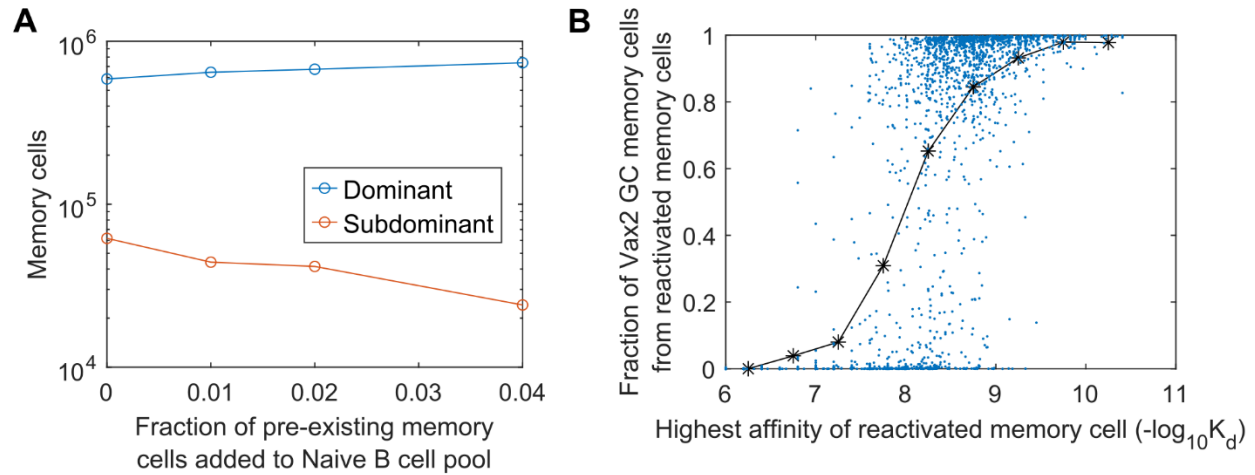 A
Memory cells
10^6
10^5
10^4
Dominant
Subdominant
0
0.01
0.02
0.03
0.04
Fraction of pre-existing memory
cells added to Naive B cell pool
B
Fraction of Vax2 GC memory cells
from reactivated memory cells
1
0.8
0.6
0.4
0.2
0
6
7
8
9
10
11
Highest affinity of reactivated memory cell (-log₁₀K_d)